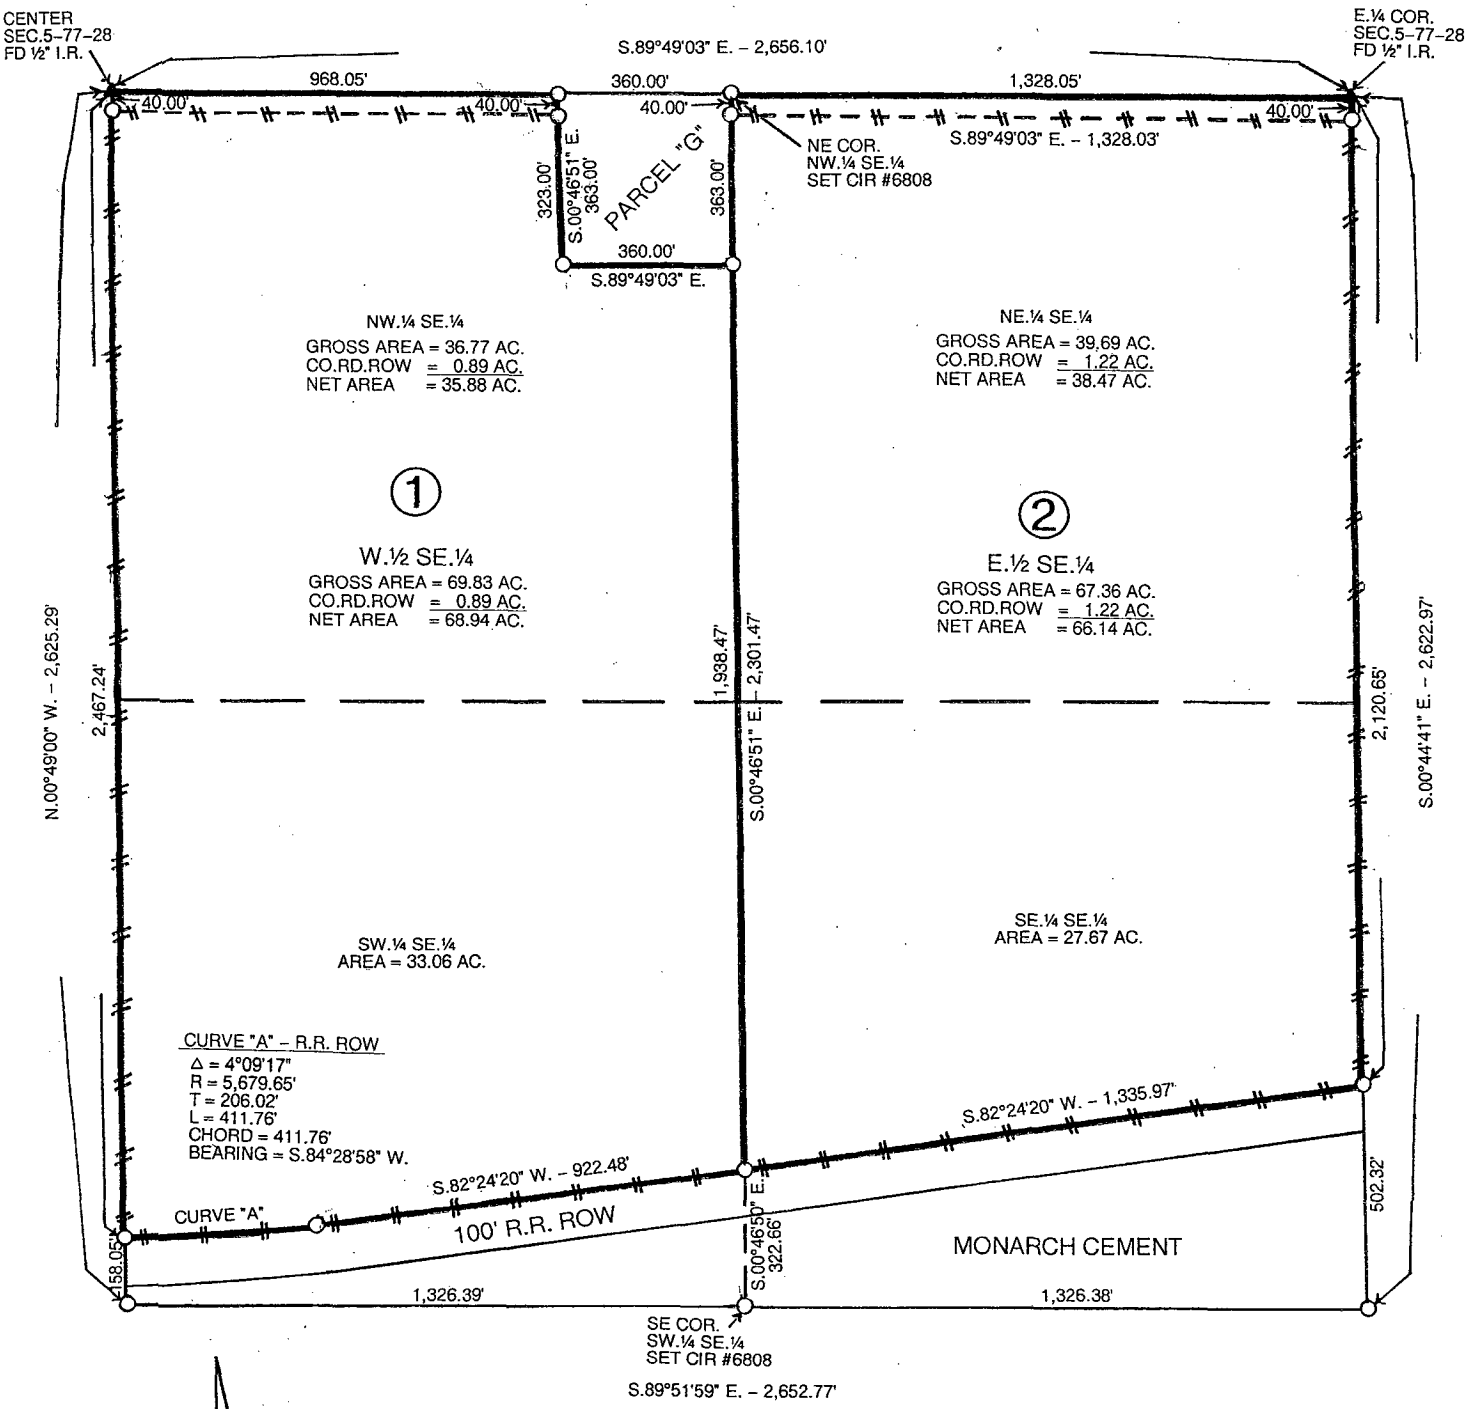 CENTER
SEC.5-77-28
FD ½" I.R.
S.89°49'03" E. – 2,656.10'
E.¼ COR.
SEC.5-77-28
FD ½" I.R.
968.05'
360.00'
1,328.05'
40.00'
40.00'
40.00'
40.00'
S.89°49'03" E. – 1,328.03'
NE COR.
NW.¼ SE.¼
SET CIR #6808
323.00'
S.00°46'51" E.
363.00'
PARCEL "G"
363.00'
360.00'
S.89°49'03" E.
NW.¼ SE.¼
GROSS AREA = 36.77 AC.
CO.RD.ROW = 0.89 AC.
NET AREA = 35.88 AC.
NE.¼ SE.¼
GROSS AREA = 39.69 AC.
CO.RD.ROW = 1.22 AC.
NET AREA = 38.47 AC.
1
W.½ SE.¼
GROSS AREA = 69.83 AC.
CO.RD.ROW = 0.89 AC.
NET AREA = 68.94 AC.
2
E.½ SE.¼
GROSS AREA = 67.36 AC.
CO.RD.ROW = 1.22 AC.
NET AREA = 66.14 AC.
N.00°49'00" W. – 2,625.29'
2,467.24'
1,938.47'
S.00°46'51" E. – 2,301.47'
2,120.65'
S.00°44'41" E. – 2,622.97'
SW.¼ SE.¼
AREA = 33.06 AC.
SE.¼ SE.¼
AREA = 27.67 AC.
CURVE "A" – R.R. ROW
Δ = 4°09'17"
R = 5,679.65'
T = 206.02'
L = 411.76'
CHORD = 411.76'
BEARING = S.84°28'58" W.
S.82°24'20" W. – 1,335.97'
S.82°24'20" W. – 922.48'
CURVE "A"
100' R.R. ROW
158.05'
S.00°46'50" E.
322.66'
MONARCH CEMENT
502.32'
1,326.39'
1,326.38'
SE COR.
SW.¼ SE.¼
SET CIR #6808
S.89°51'59" E. – 2,652.77'